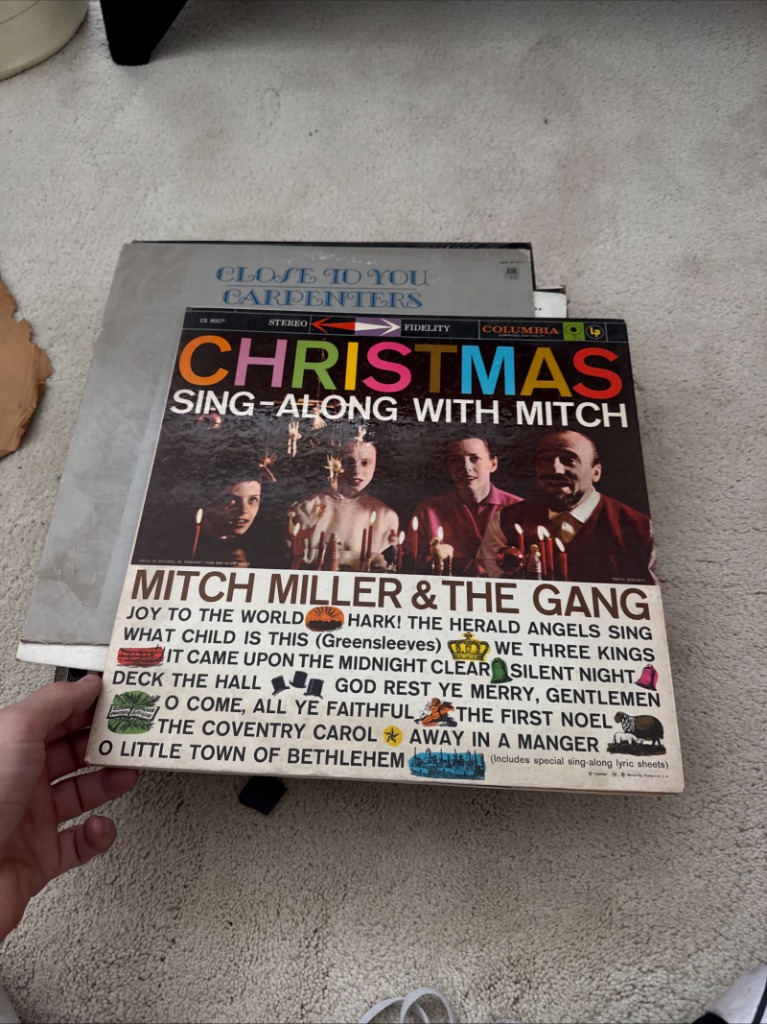 CLOSE TO YOU
CARPENTERS
CS 8027
STEREO FIDELITY
COLUMBIA
LP
CHRISTMAS
SING-ALONG WITH MITCH
MITCH MILLER & THE GANG
JOY TO THE WORLD HARK! THE HERALD ANGELS SING
WHAT CHILD IS THIS (Greensleeves) WE THREE KINGS
IT CAME UPON THE MIDNIGHT CLEAR SILENT NIGHT
DECK THE HALL GOD REST YE MERRY, GENTLEMEN
O COME, ALL YE FAITHFUL THE FIRST NOEL
THE COVENTRY CAROL AWAY IN A MANGER
O LITTLE TOWN OF BETHLEHEM (Includes special sing-along lyric sheets)